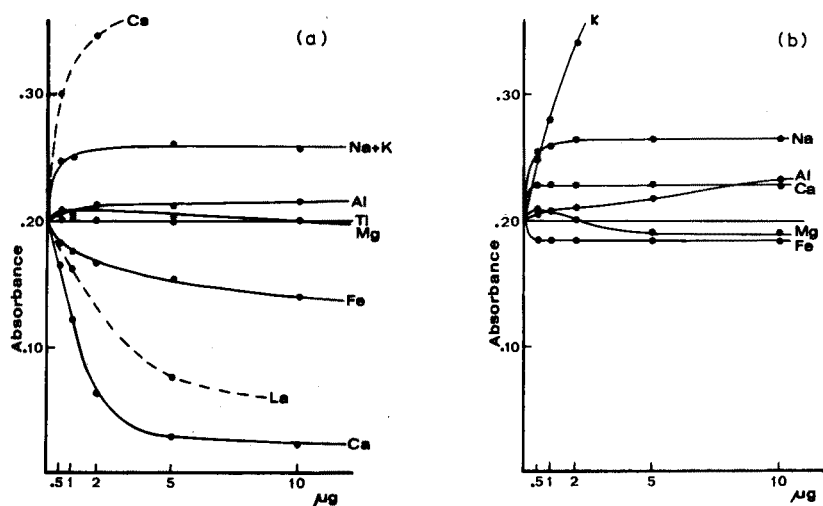 (a)
Absorbance
.30
.20
.10
Cs
Na+K
Al
Ti
Mg
Fe
La
Ca
.5 1 2 5 10
µg
(b)
Absorbance
.30
.20
.10
K
Na
Al
Ca
Mg
Fe
.5 1 2 5 10
µg